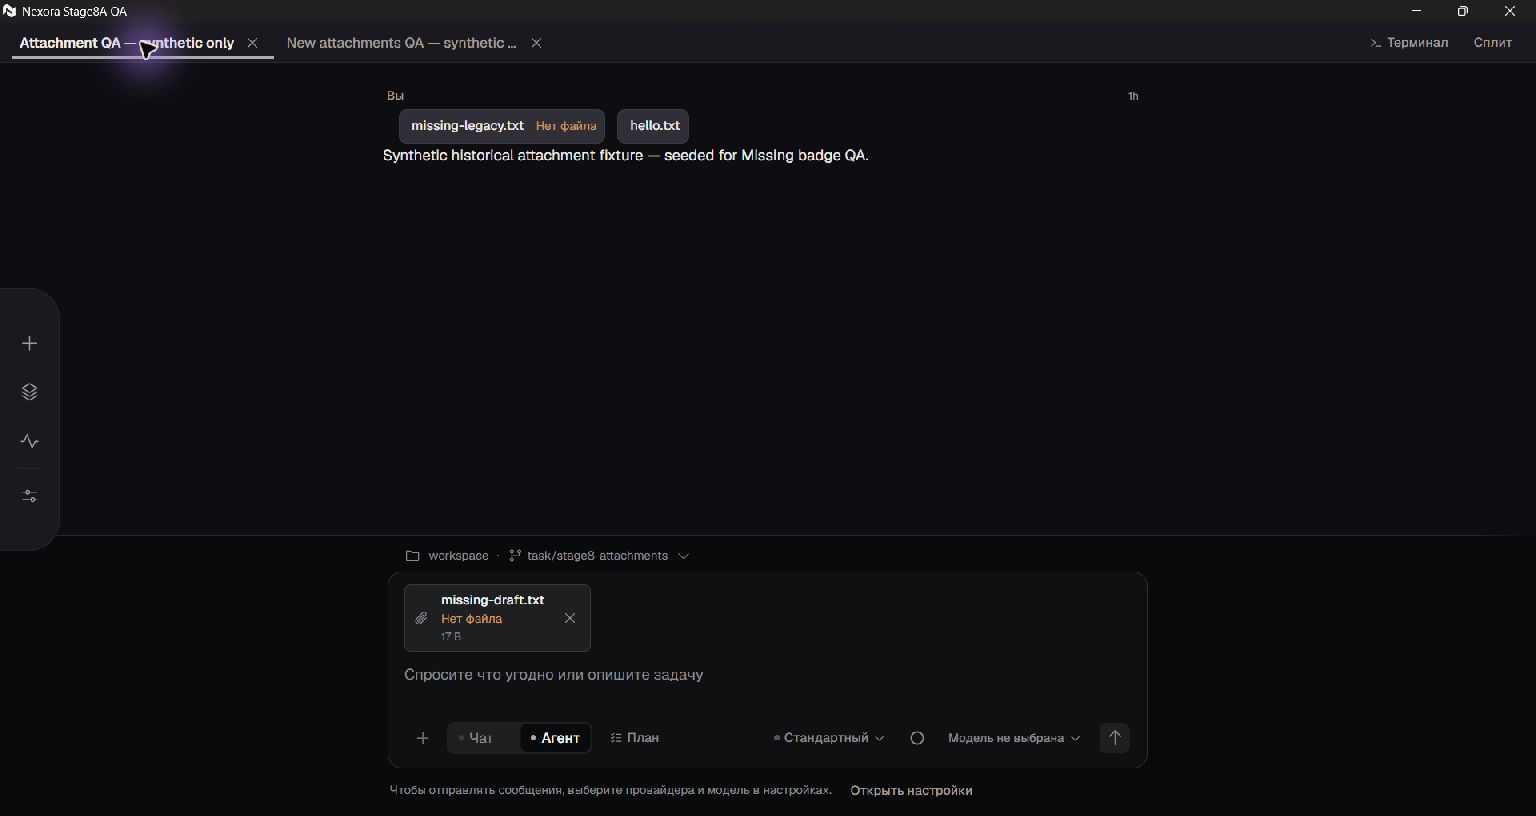 Nexora Stage8A QA
Attachment QA — synthetic only
New attachments QA — synthetic ...
>_ Терминал
Сплит
Вы
1h
missing-legacy.txt Нет файла
hello.txt
Synthetic historical attachment fixture — seeded for Missing badge QA.
workspace · task/stage8-attachments
missing-draft.txt
Нет файла
17 B
Спросите что угодно или опишите задачу
Чат
Агент
План
Стандартный
Модель не выбрана
Чтобы отправлять сообщения, выберите провайдера и модель в настройках. Открыть настройки